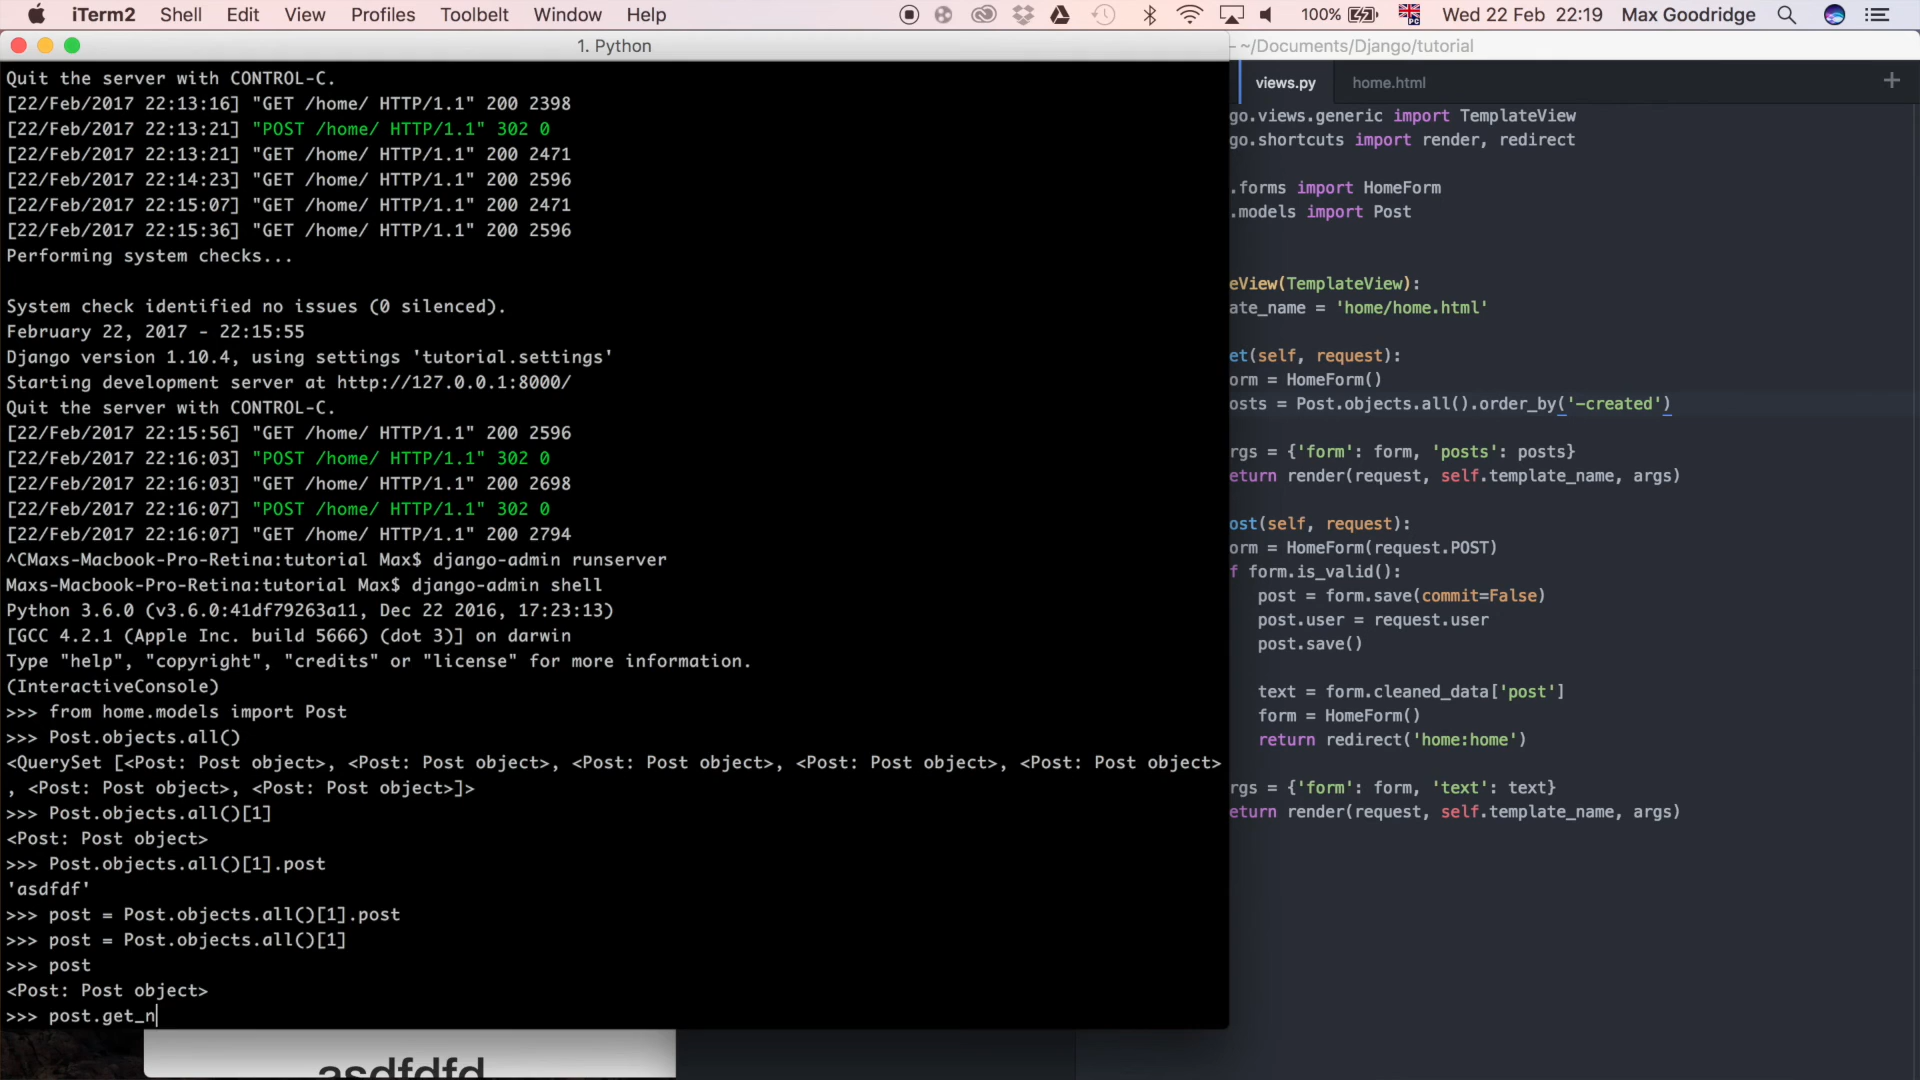 iTerm2 Shell Edit View Profiles Toolbelt Window Help 100% Wed 22 Feb 22:19 Max Goodridge
1. Python
Quit the server with CONTROL-C.
[22/Feb/2017 22:13:16] "GET /home/ HTTP/1.1" 200 2398
[22/Feb/2017 22:13:21] "POST /home/ HTTP/1.1" 302 0
[22/Feb/2017 22:13:21] "GET /home/ HTTP/1.1" 200 2471
[22/Feb/2017 22:14:23] "GET /home/ HTTP/1.1" 200 2596
[22/Feb/2017 22:15:07] "GET /home/ HTTP/1.1" 200 2471
[22/Feb/2017 22:15:36] "GET /home/ HTTP/1.1" 200 2596
Performing system checks...
System check identified no issues (0 silenced).
February 22, 2017 - 22:15:55
Django version 1.10.4, using settings 'tutorial.settings'
Starting development server at http://127.0.0.1:8000/
Quit the server with CONTROL-C.
[22/Feb/2017 22:15:56] "GET /home/ HTTP/1.1" 200 2596
[22/Feb/2017 22:16:03] "POST /home/ HTTP/1.1" 302 0
[22/Feb/2017 22:16:03] "GET /home/ HTTP/1.1" 200 2698
[22/Feb/2017 22:16:07] "POST /home/ HTTP/1.1" 302 0
[22/Feb/2017 22:16:07] "GET /home/ HTTP/1.1" 200 2794
^CMaxs-Macbook-Pro-Retina:tutorial Max$ django-admin runserver
Maxs-Macbook-Pro-Retina:tutorial Max$ django-admin shell
Python 3.6.0 (v3.6.0:41df79263a11, Dec 22 2016, 17:23:13)
[GCC 4.2.1 (Apple Inc. build 5666) (dot 3)] on darwin
Type "help", "copyright", "credits" or "license" for more information.
(InteractiveConsole)
>>> from home.models import Post
>>> Post.objects.all()
<QuerySet [<Post: Post object>, <Post: Post object>, <Post: Post object>, <Post: Post object>, <Post: Post object>
, <Post: Post object>, <Post: Post object>]>
>>> Post.objects.all()[1]
<Post: Post object>
>>> Post.objects.all()[1].post
'asdfdf'
>>> post = Post.objects.all()[1].post
>>> post = Post.objects.all()[1]
>>> post
<Post: Post object>
>>> post.get_n
asdfdfd
– ~/Documents/Django/tutorial
views.py home.html
go.views.generic import TemplateView
go.shortcuts import render, redirect
.forms import HomeForm
.models import Post
eView(TemplateView):
ate_name = 'home/home.html'
et(self, request):
orm = HomeForm()
osts = Post.objects.all().order_by('-created')
rgs = {'form': form, 'posts': posts}
eturn render(request, self.template_name, args)
ost(self, request):
orm = HomeForm(request.POST)
f form.is_valid():
post = form.save(commit=False)
post.user = request.user
post.save()
text = form.cleaned_data['post']
form = HomeForm()
return redirect('home:home')
rgs = {'form': form, 'text': text}
eturn render(request, self.template_name, args)